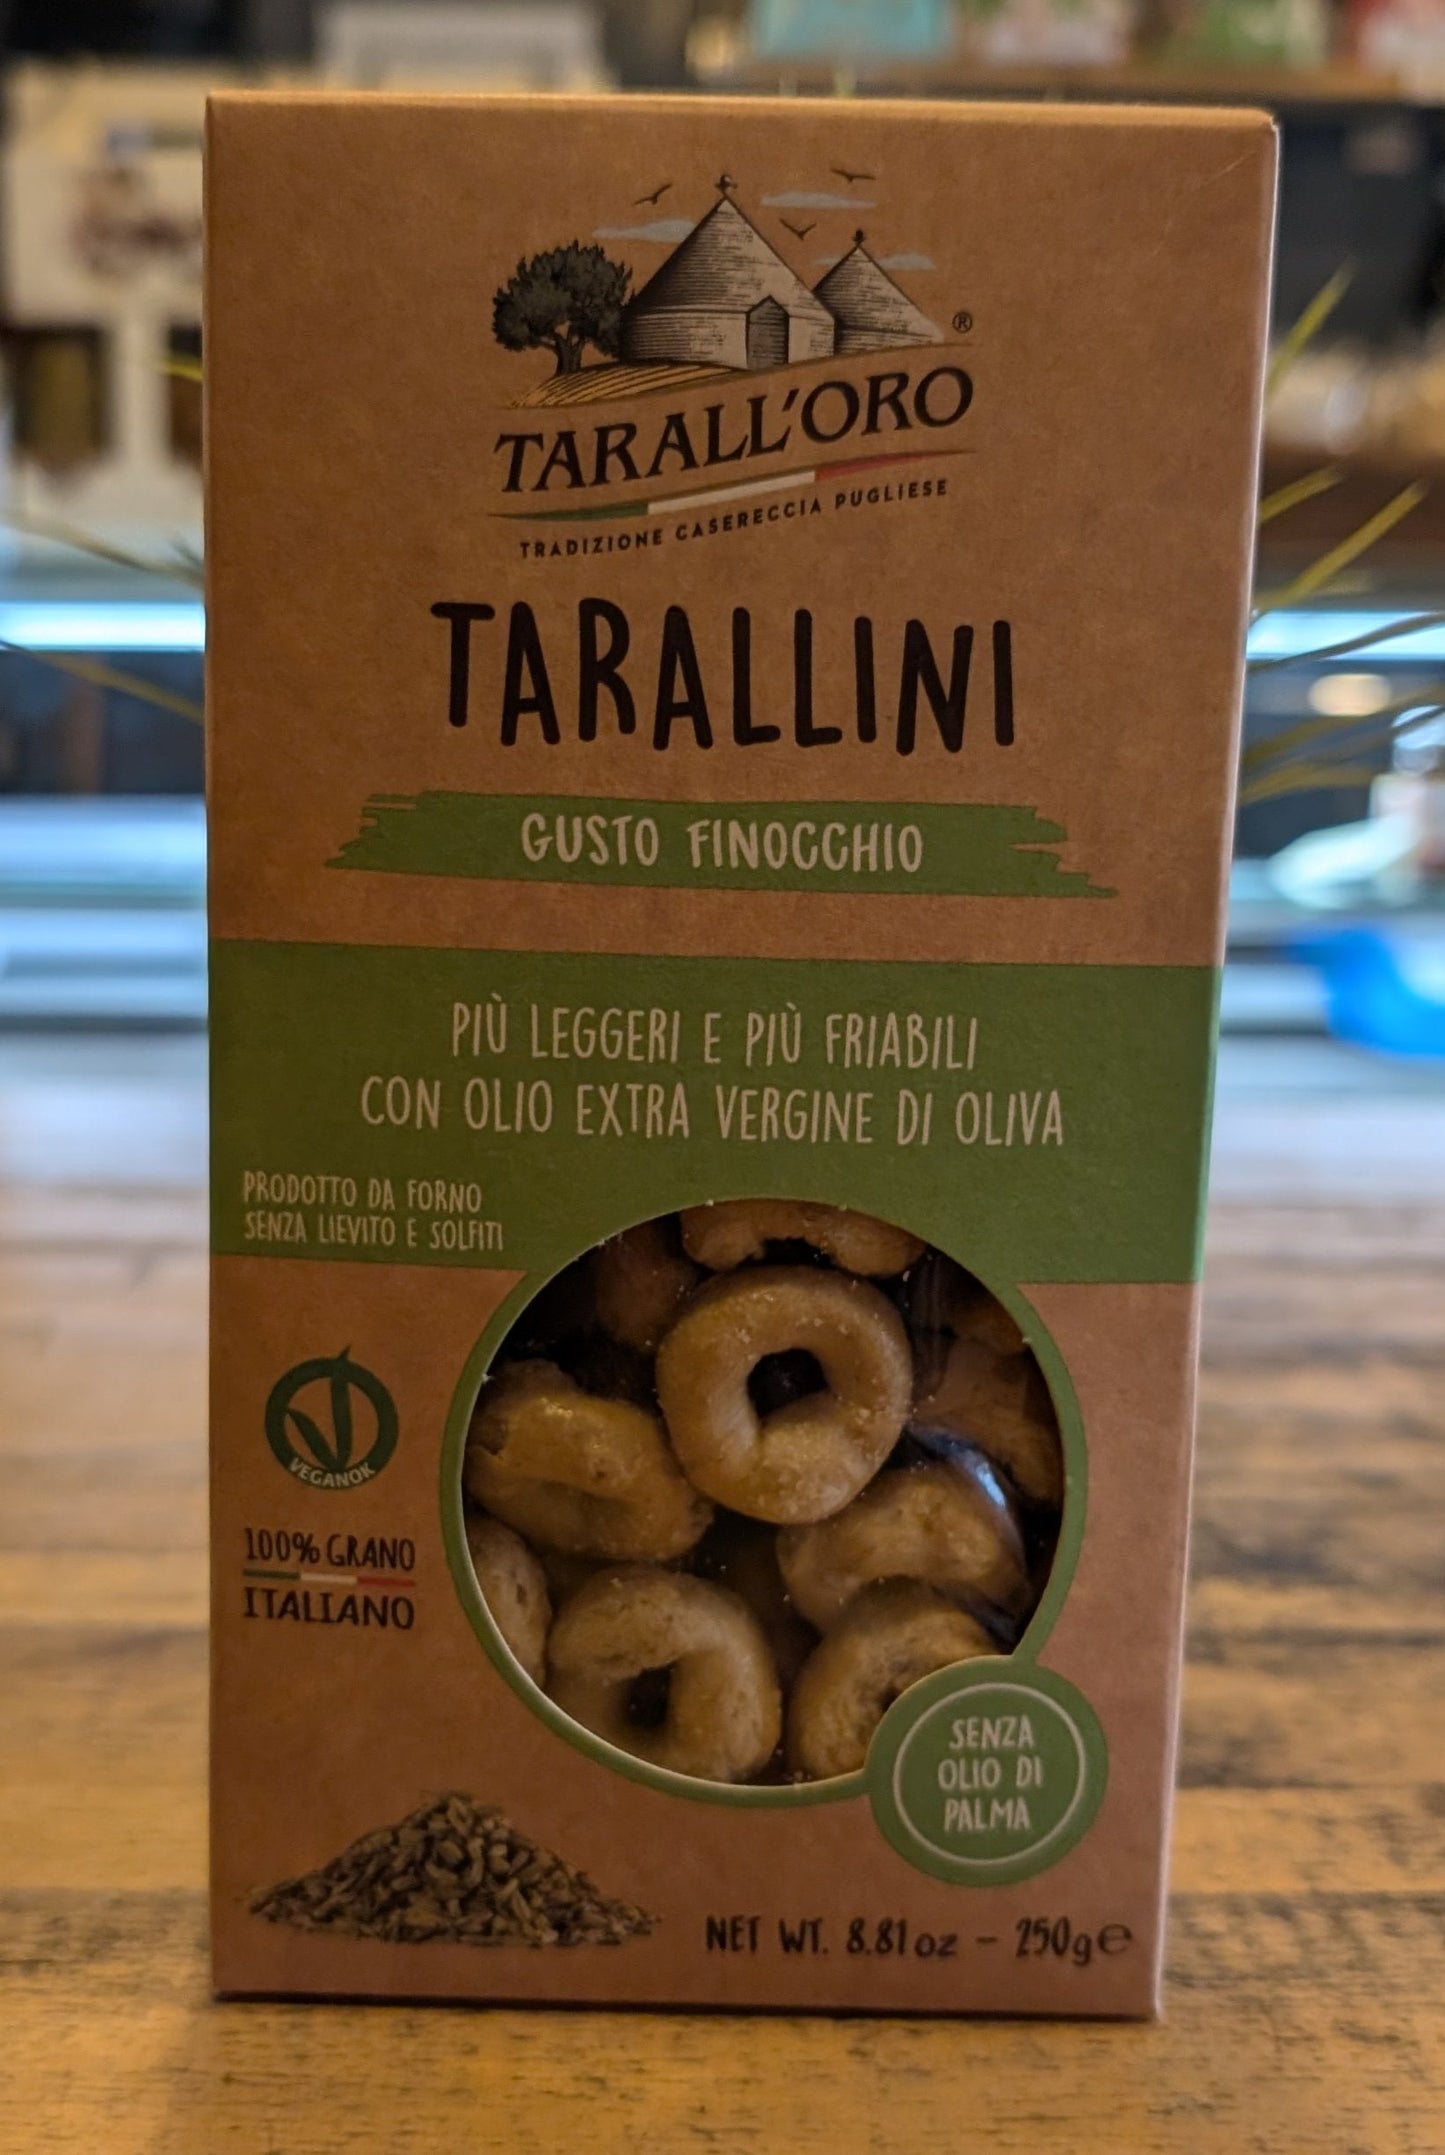 TARALL'ORO®
TRADIZIONE CASERECCIA PUGLIESE
TARALLINI
GUSTO FINOCCHIO
PIÙ LEGGERI E PIÙ FRIABILI
CON OLIO EXTRA VERGINE DI OLIVA
PRODOTTO DA FORNO
SENZA LIEVITO E SOLFITI
VEGANOK
100% GRANO
ITALIANO
SENZA
OLIO DI
PALMA
NET WT. 8.81 oz - 250g ℮